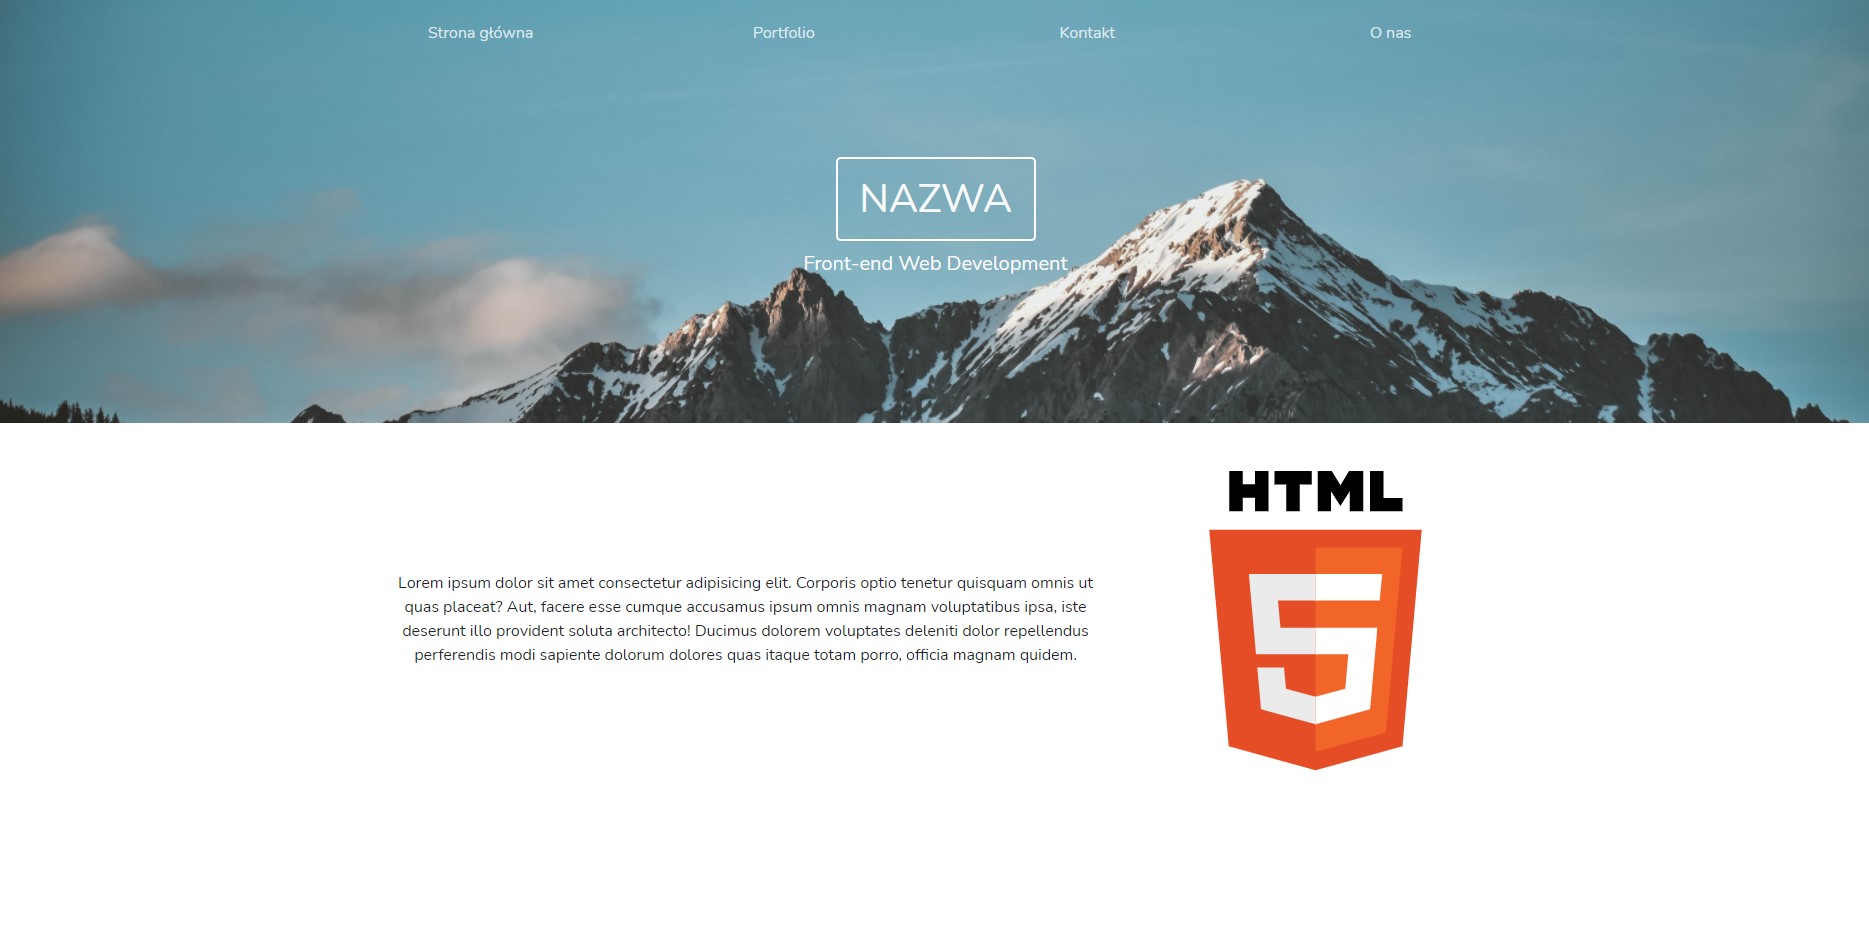 Strona główna Portfolio Kontakt O nas
NAZWA
Front-end Web Development
HTML
5
Lorem ipsum dolor sit amet consectetur adipisicing elit. Corporis optio tenetur quisquam omnis ut
quas placeat? Aut, facere esse cumque accusamus ipsum omnis magnam voluptatibus ipsa, iste
deserunt illo provident soluta architecto! Ducimus dolorem voluptates deleniti dolor repellendus
perferendis modi sapiente dolorum dolores quas itaque totam porro, officia magnam quidem.